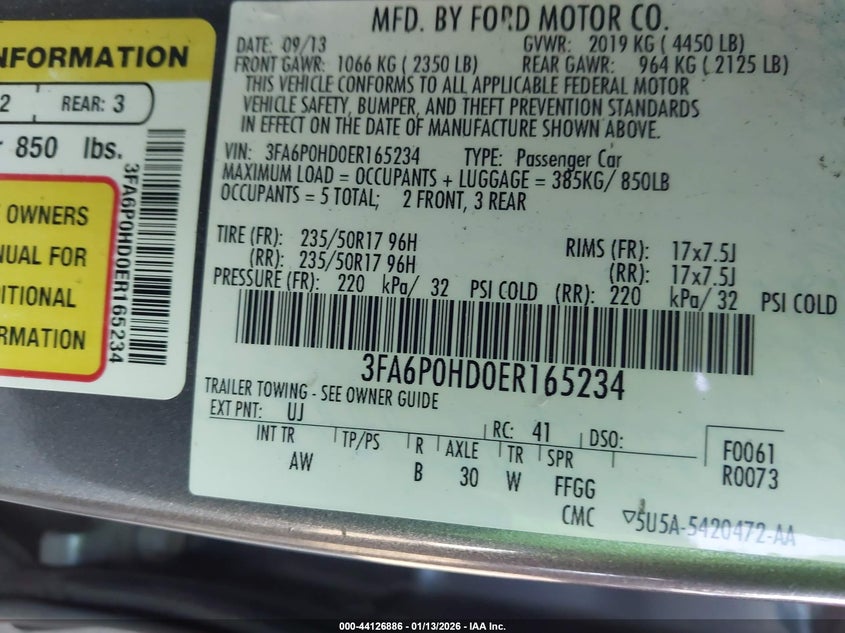 NFORMATION
2 REAR: 3
850 lbs.
OWNERS
NUAL FOR
DITIONAL
ORMATION
3FA6P0HD0ER165234
MFD. BY FORD MOTOR CO.
DATE: 09/13 GVWR: 2019 KG ( 4450 LB)
FRONT GAWR: 1066 KG ( 2350 LB) REAR GAWR: 964 KG ( 2125 LB)
THIS VEHICLE CONFORMS TO ALL APPLICABLE FEDERAL MOTOR
VEHICLE SAFETY, BUMPER, AND THEFT PREVENTION STANDARDS
IN EFFECT ON THE DATE OF MANUFACTURE SHOWN ABOVE.
VIN: 3FA6P0HD0ER165234 TYPE: Passenger Car
MAXIMUM LOAD = OCCUPANTS + LUGGAGE = 385KG/ 850LB
OCCUPANTS = 5 TOTAL; 2 FRONT, 3 REAR
TIRE (FR): 235/50R17 96H RIMS (FR): 17x7.5J
(RR): 235/50R17 96H (RR): 17x7.5J
PRESSURE (FR): 220 kPa/ 32 PSI COLD (RR): 220 kPa/ 32 PSI COLD
3FA6P0HD0ER165234
TRAILER TOWING - SEE OWNER GUIDE
EXT PNT: UJ RC: 41 DSO: F0061
INT TR TP/PS R AXLE TR SPR R0073
AW B 30 W FFGG
CMC 5U5A-5420472-AA
000-44126886 - 01/13/2026 - IAA Inc.